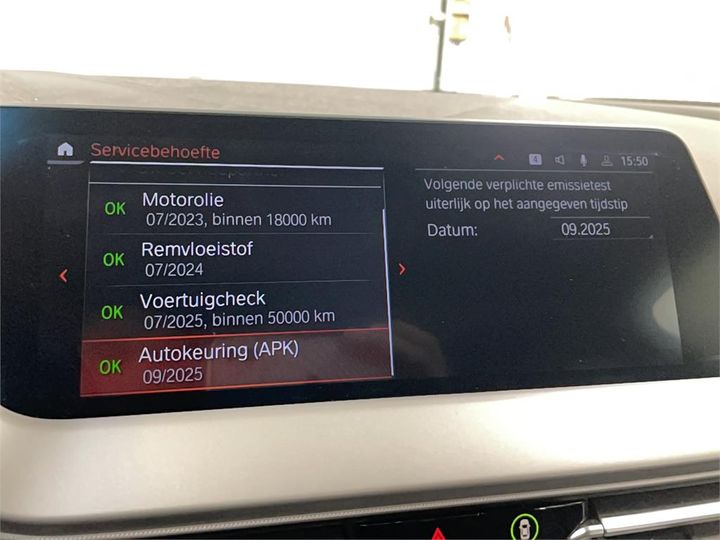 Servicebehoefte
4
15:50
OK
Motorolie
07/2023, binnen 18000 km
OK
Remvloeistof
07/2024
OK
Voertuigcheck
07/2025, binnen 50000 km
OK
Autokeuring (APK)
09/2025
Volgende verplichte emissietest
uiterlijk op het aangegeven tijdstip
Datum:
09.2025